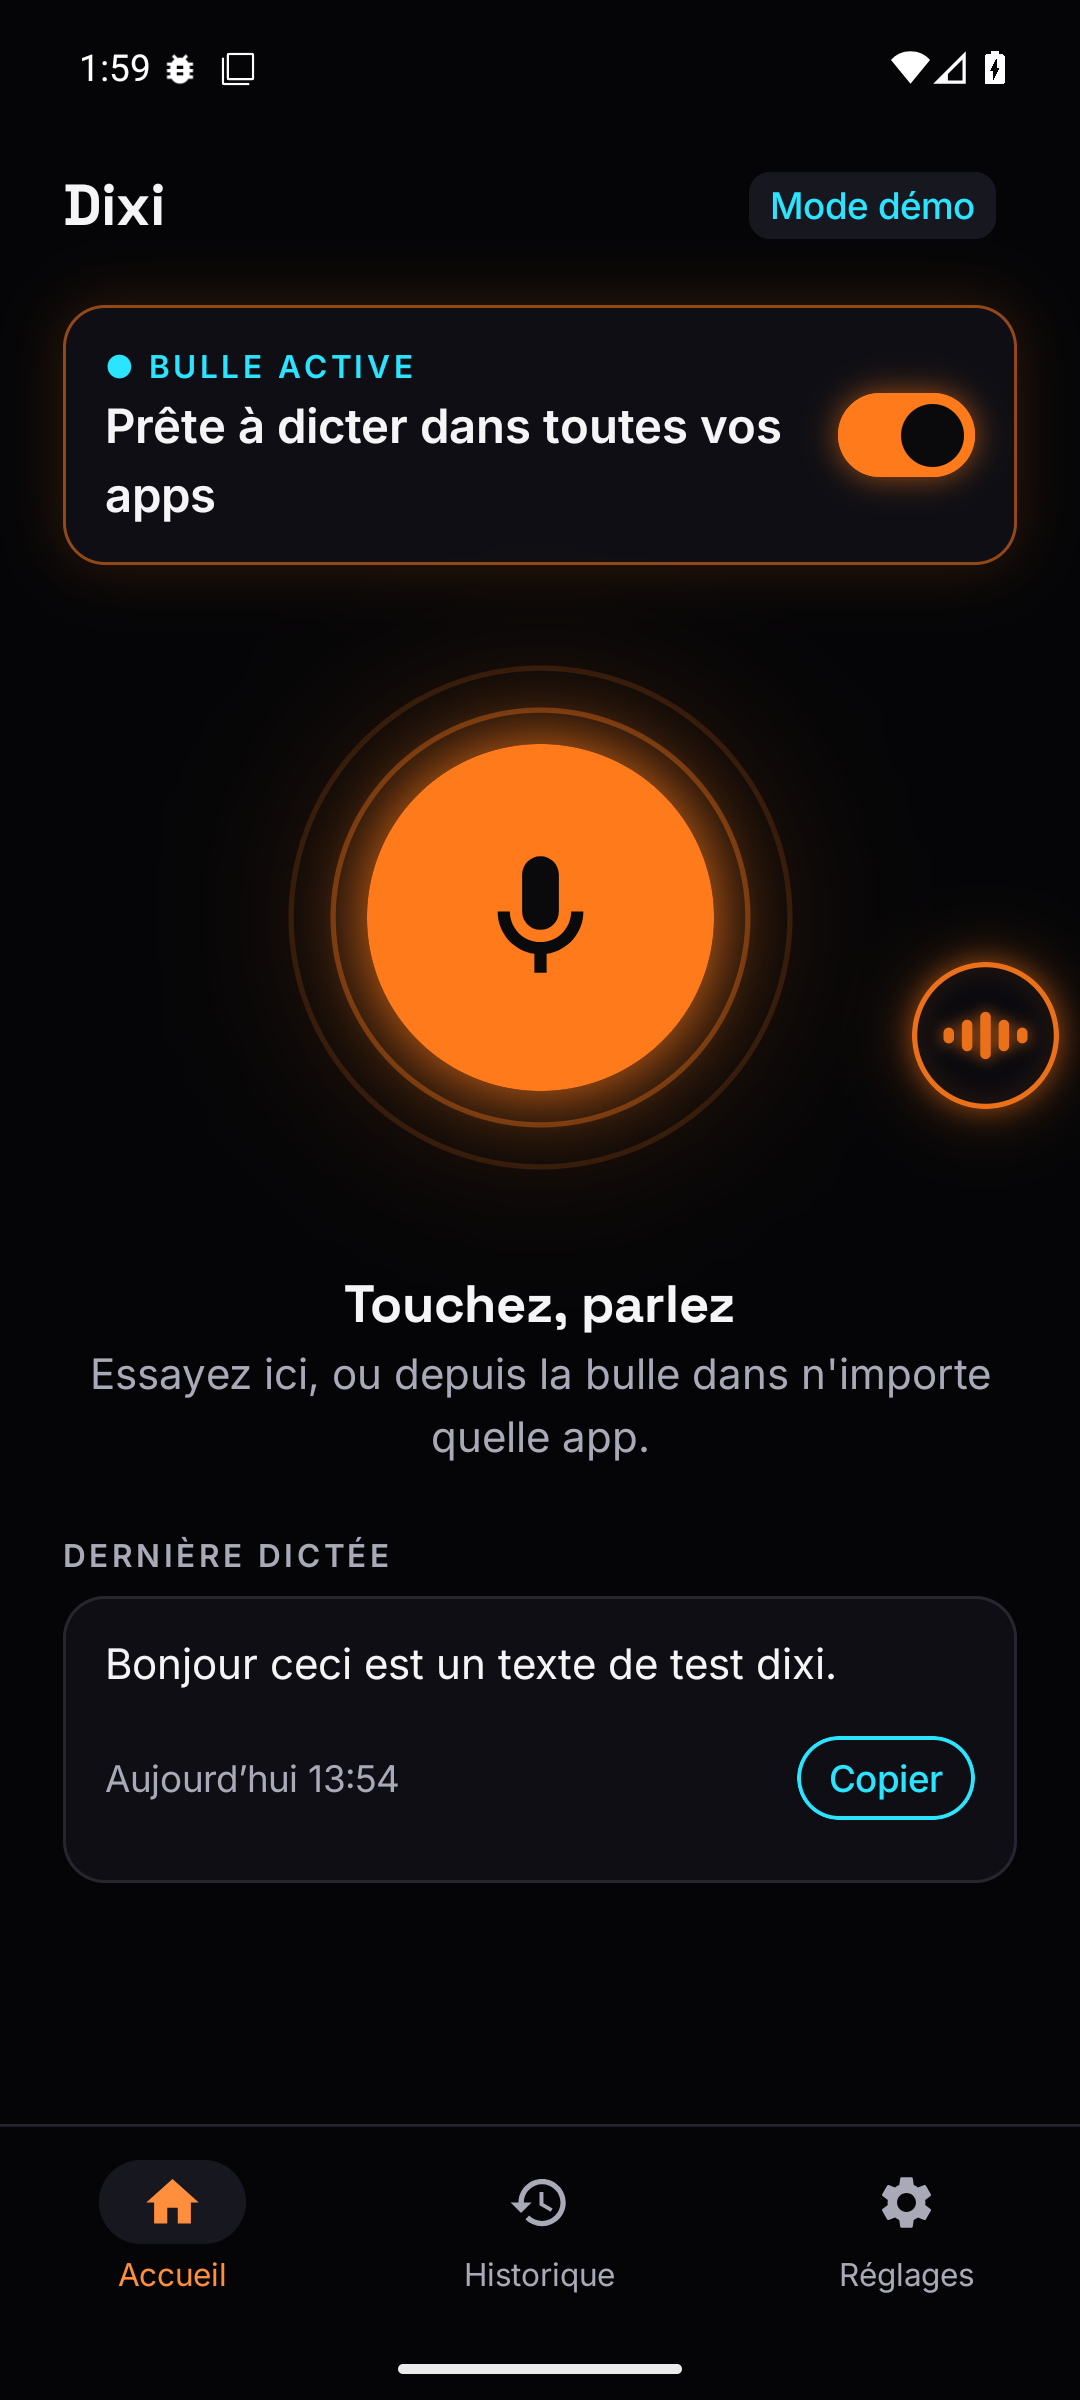 1:59
Dixi
Mode démo
BULLE ACTIVE
Prête à dicter dans toutes vos
apps
Touchez, parlez
Essayez ici, ou depuis la bulle dans n'importe
quelle app.
DERNIÈRE DICTÉE
Bonjour ceci est un texte de test dixi.
Aujourd’hui 13:54
Copier
Accueil
Historique
Réglages